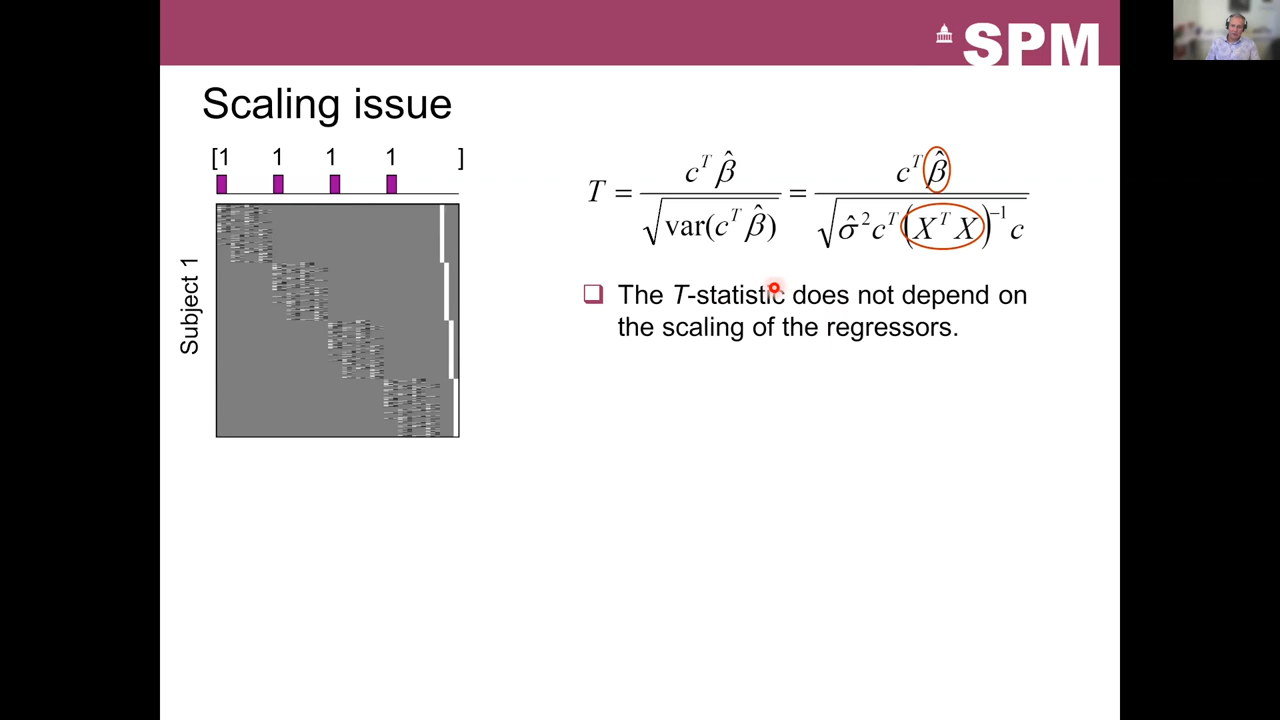 SPM
Scaling issue
[1 1 1 1 ]
Subject 1
T = c^T β̂ / √var(c^T β̂) = c^T β̂ / √(σ̂² c^T (X^T X)^−1 c)
The T-statistic does not depend on
the scaling of the regressors.